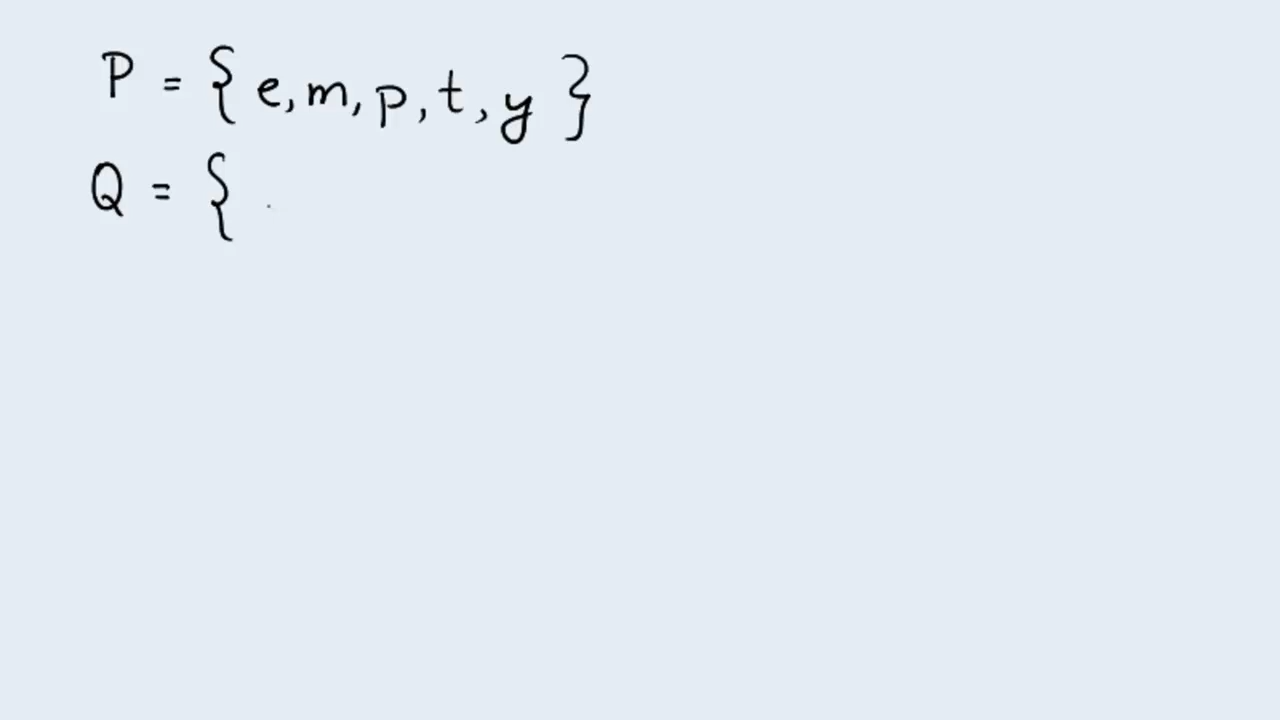 P = { e, m, p, t, y }
Q = {